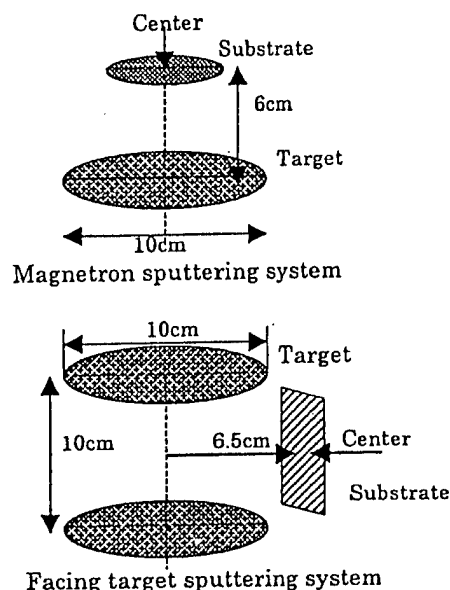 Center
Substrate
6cm
Target
10cm
Magnetron sputtering system
10cm
Target
10cm
6.5cm
Center
Substrate
Facing target sputtering system